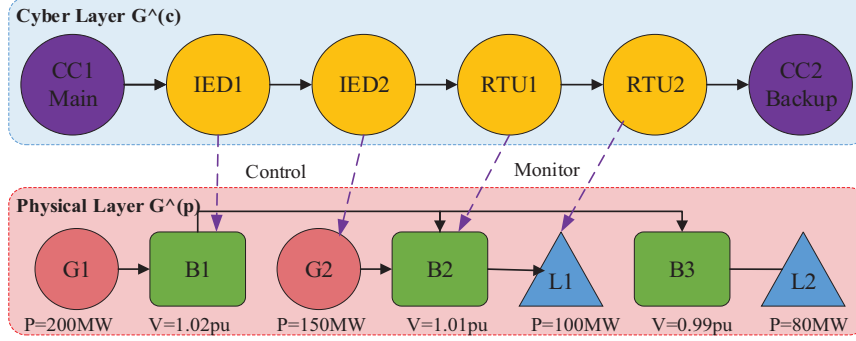 Cyber Layer G^(c)
CC1
Main
IED1
IED2
RTU1
RTU2
CC2
Backup
Control
Monitor
Physical Layer G^(p)
G1
B1
G2
B2
L1
B3
L2
P=200MW
V=1.02pu
P=150MW
V=1.01pu
P=100MW
V=0.99pu
P=80MW